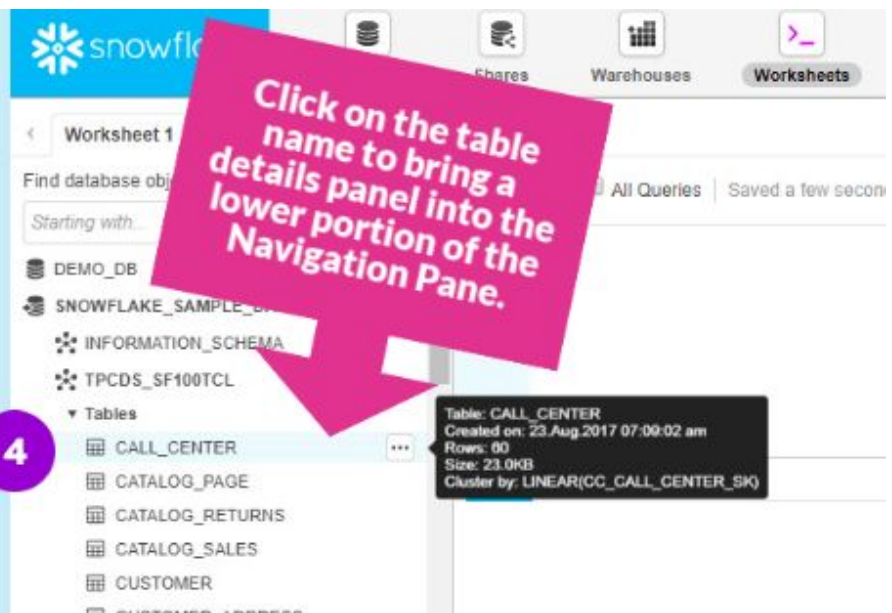 snowfl
Shares
Warehouses
Worksheets
Worksheet 1
Click on the table
name to bring a
details panel into the
lower portion of the
Navigation Pane.
Find database obj
All Queries
Saved a few secon
Starting with...
DEMO_DB
SNOWFLAKE_SAMPLE_
INFORMATION_SCHEMA
TPCDS_SF100TCL
Tables
4
CALL_CENTER
Table: CALL_CENTER
Created on: 23.Aug.2017 07:09:02 am
Rows: 60
Size: 23.0KB
Cluster by: LINEAR(CC_CALL_CENTER_SK)
CATALOG_PAGE
CATALOG_RETURNS
CATALOG_SALES
CUSTOMER
CUSTOMER_ADDRESS